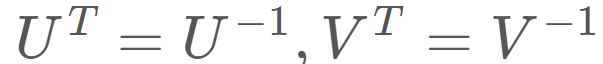 $U^T = U^{-1}, V^T = V^{-1}$